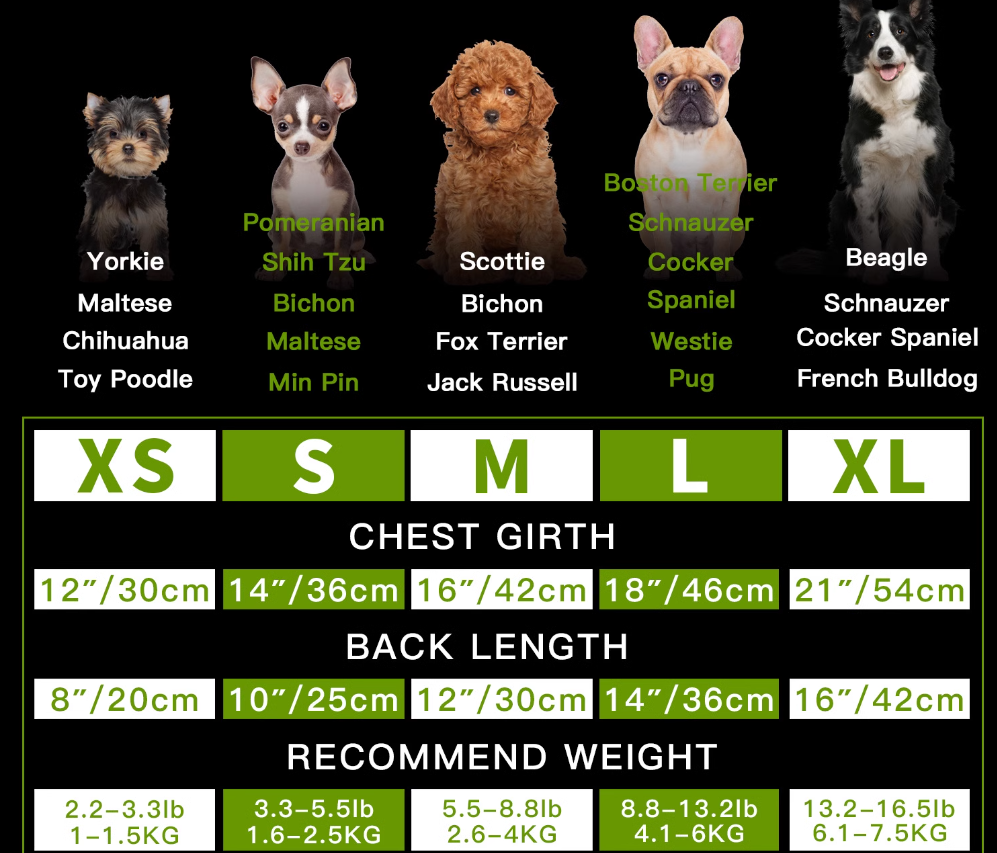 Yorkie
Maltese
Chihuahua
Toy Poodle
Pomeranian
Shih Tzu
Bichon
Maltese
Min Pin
Scottie
Bichon
Fox Terrier
Jack Russell
Boston Terrier
Schnauzer
Cocker
Spaniel
Westie
Pug
Beagle
Schnauzer
Cocker Spaniel
French Bulldog
XS S M L XL
CHEST GIRTH
12″/30cm 14″/36cm 16″/42cm 18″/46cm 21″/54cm
BACK LENGTH
8″/20cm 10″/25cm 12″/30cm 14″/36cm 16″/42cm
RECOMMEND WEIGHT
2.2–3.3lb 3.3–5.5lb 5.5–8.8lb 8.8–13.2lb 13.2–16.5lb
1–1.5KG 1.6–2.5KG 2.6–4KG 4.1–6KG 6.1–7.5KG